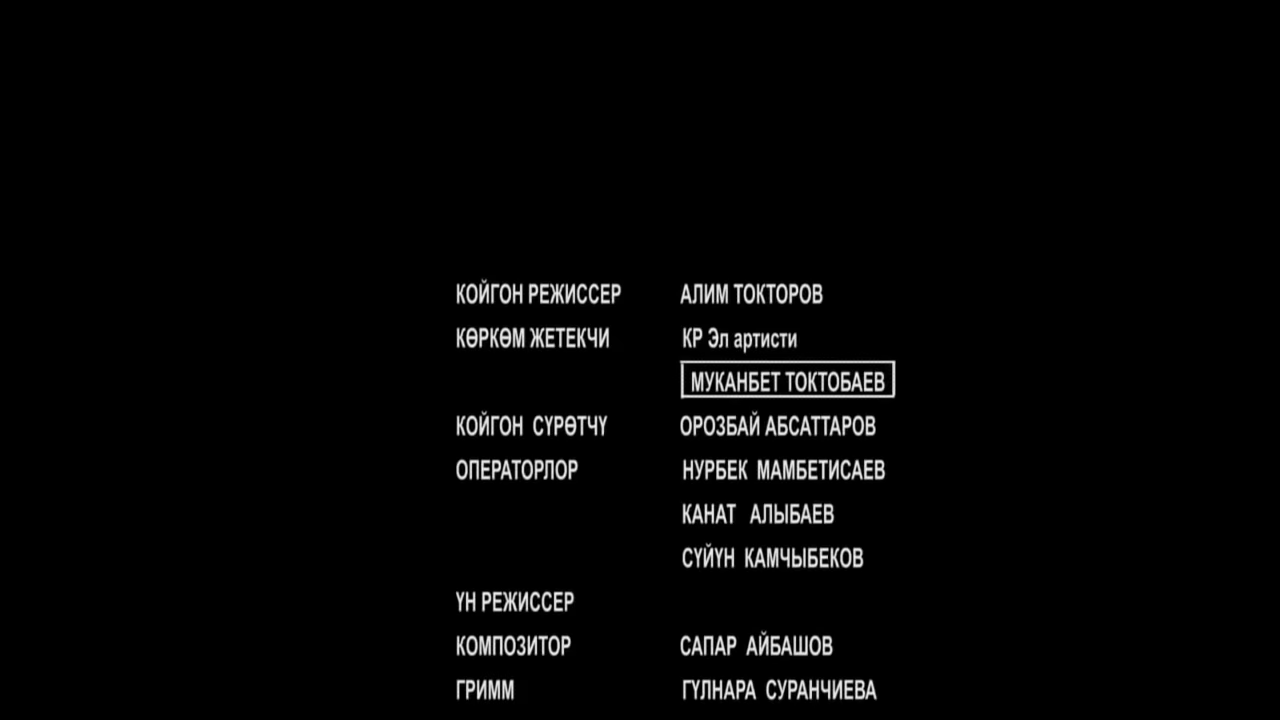 КОЙГОН РЕЖИССЕР АЛИМ ТОКТОРОВ
КӨРКӨМ ЖЕТЕКЧИ КР Эл артисти
МУКАНБЕТ ТОКТОБАЕВ
КОЙГОН СҮРӨТЧҮ ОРОЗБАЙ АБСАТТАРОВ
ОПЕРАТОРЛОР НУРБЕК МАМБЕТИСАЕВ
КАНАТ АЛЫБАЕВ
СҮЙҮН КАМЧЫБЕКОВ
ҮН РЕЖИССЕР
КОМПОЗИТОР САПАР АЙБАШОВ
ГРИММ ГҮЛНАРА СУРАНЧИЕВА